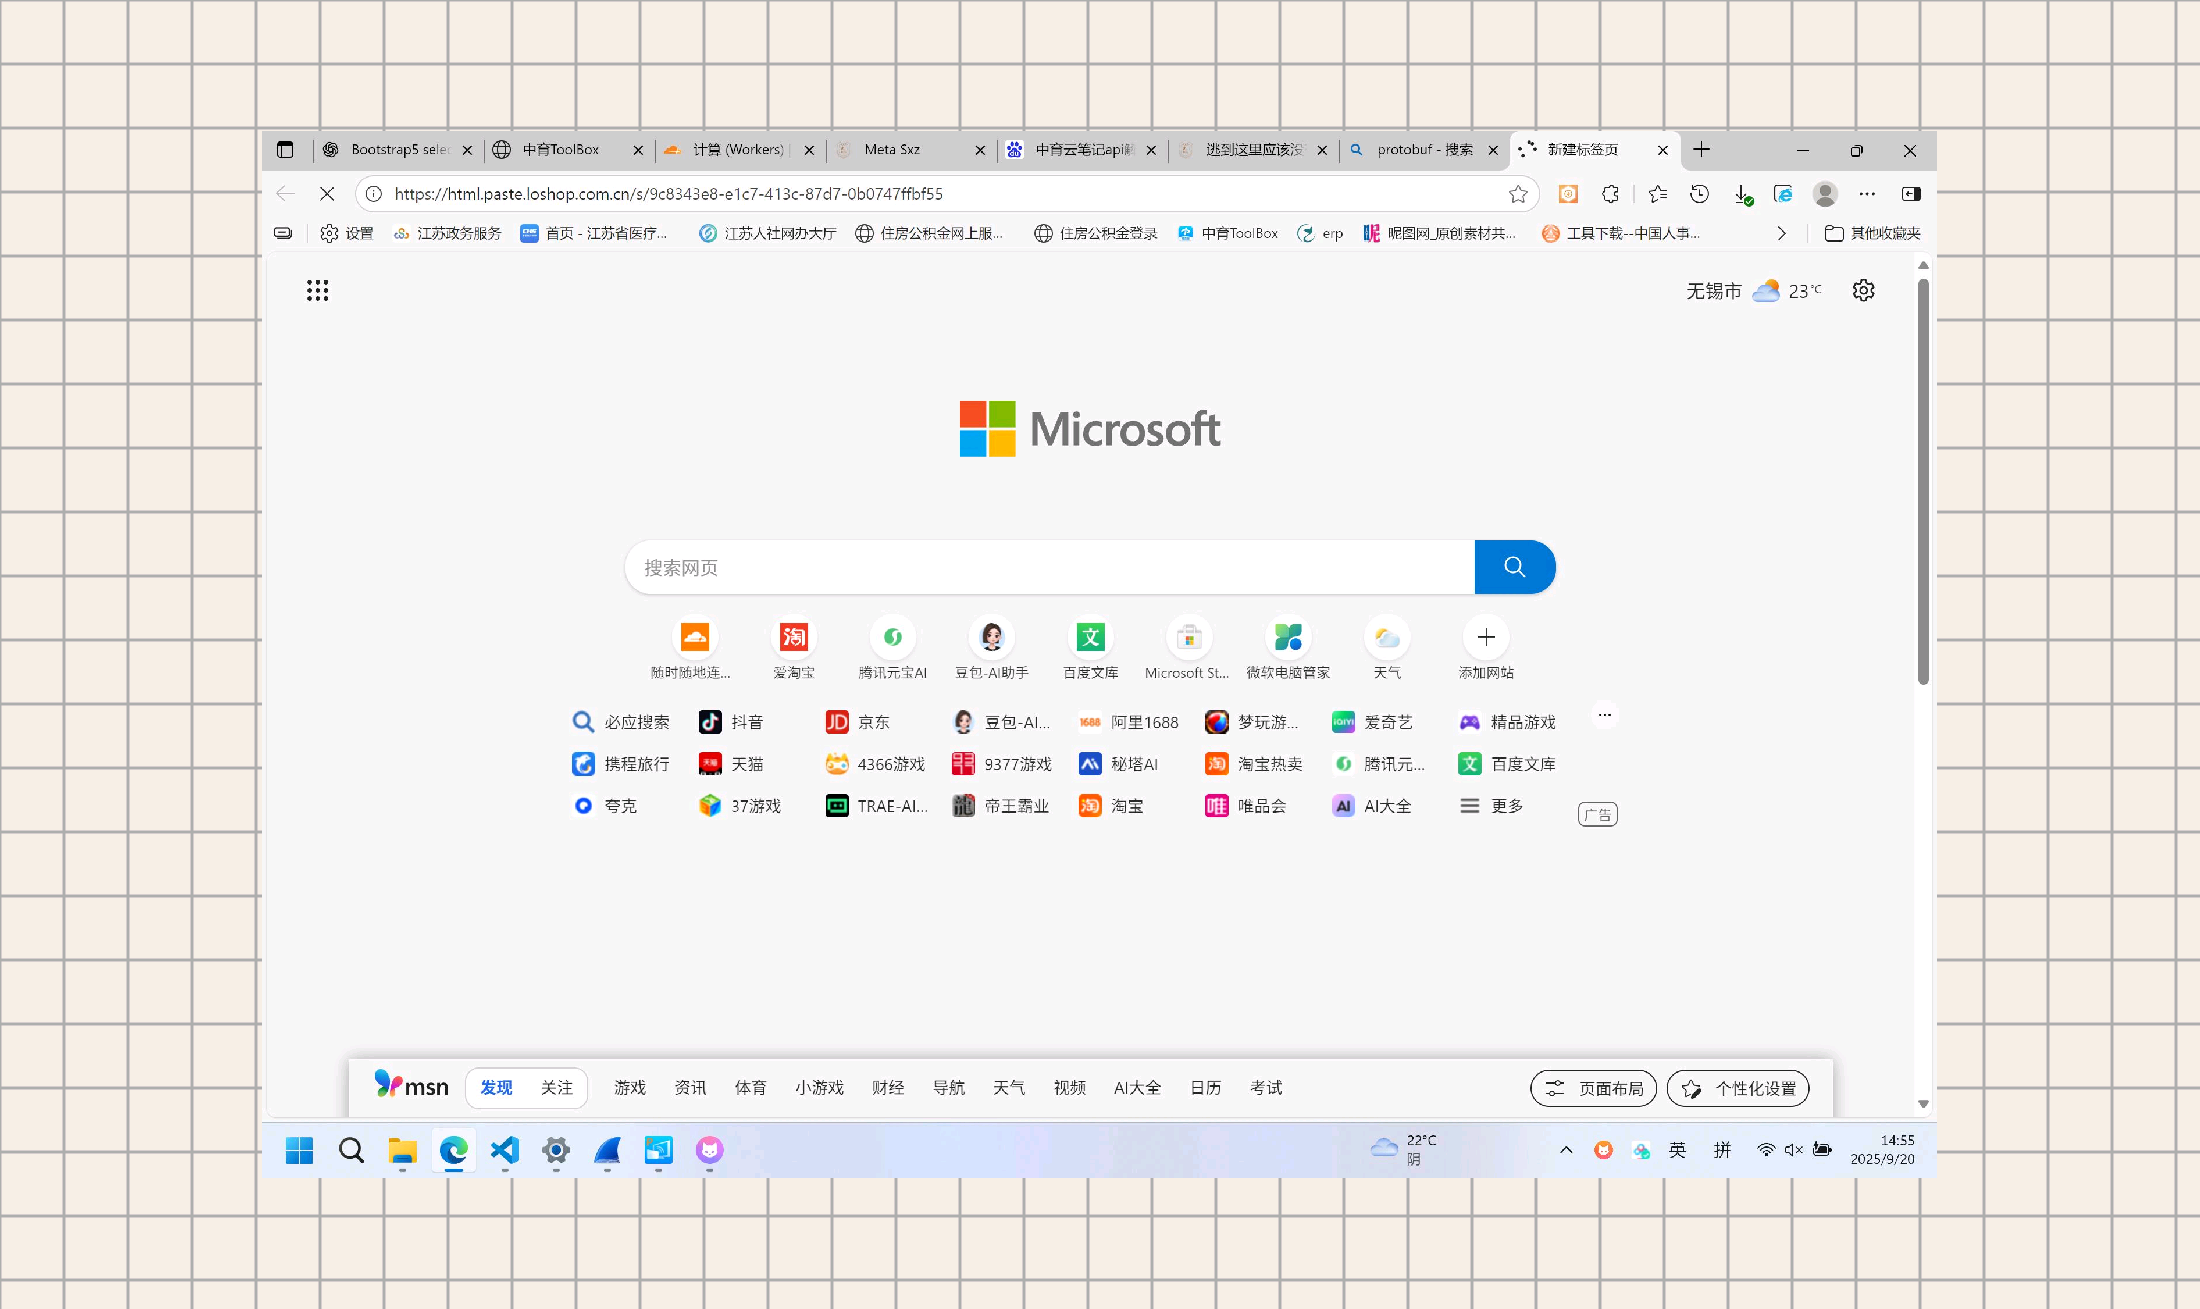 Bootstrap5 selec
中育ToolBox
计算 (Workers) |
Meta Sxz
中育云笔记api
逃到这里应该没
protobuf - 搜索
新建标签页
https://html.paste.loshop.com.cn/s/9c8343e8-e1c7-413c-87d7-0b0747ffbf55
设置
江苏政务服务
首页 - 江苏省医疗...
江苏人社网办大厅
住房公积金网上服...
住房公积金登录
中育ToolBox
erp
昵图网_原创素材共...
工具下载--中国人事...
其他收藏夹
无锡市 23°C
Microsoft
搜索网页
随时随地连...
爱淘宝
腾讯元宝AI
豆包-AI助手
百度文库
Microsoft St...
微软电脑管家
天气
添加网站
必应搜索 抖音 京东 豆包-AI... 阿里1688 梦玩游... 爱奇艺 精品游戏
携程旅行 天猫 4366游戏 9377游戏 秘塔AI 淘宝热卖 腾讯元... 百度文库
夸克 37游戏 TRAE-AI... 帝王霸业 淘宝 唯品会 AI大全 更多
广告
msn 发现 关注 游戏 资讯 体育 小游戏 财经 导航 天气 视频 AI大全 日历 考试 页面布局 个性化设置
22°C
阴
英 拼
14:55
2025/9/20